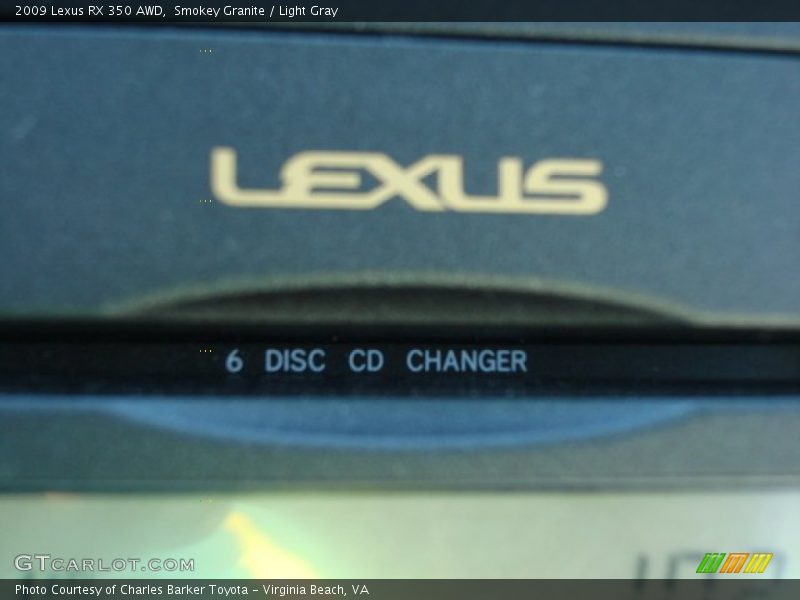 2009 Lexus RX 350 AWD, Smokey Granite / Light Gray
LEXUS
6 DISC CD CHANGER
GTCARLOT.COM
Photo Courtesy of Charles Barker Toyota - Virginia Beach, VA